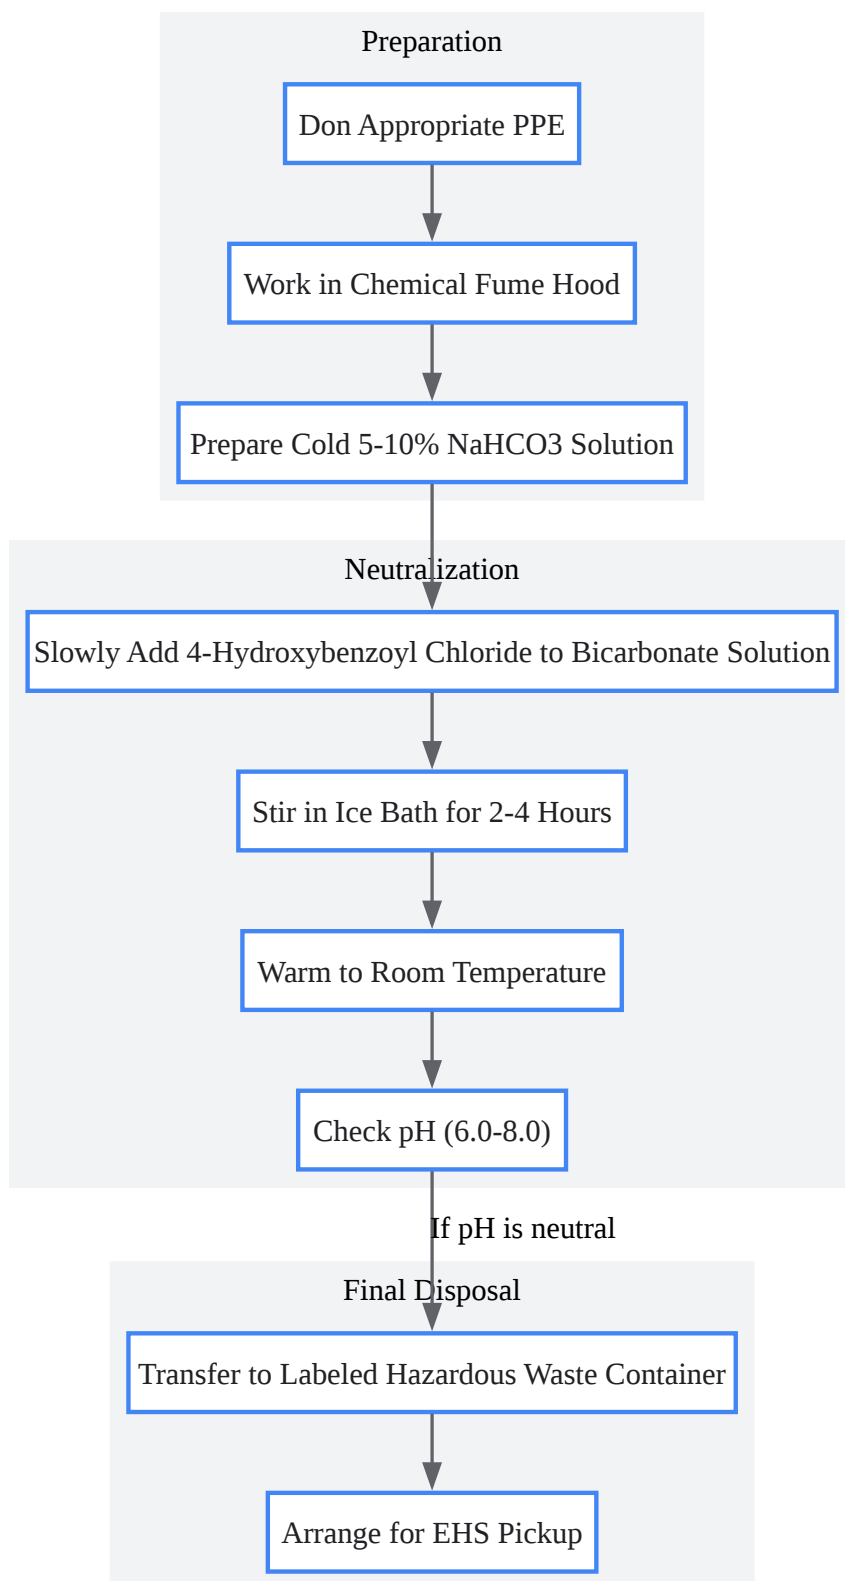 Preparation
Don Appropriate PPE
Work in Chemical Fume Hood
Prepare Cold 5-10% NaHCO3 Solution
Neutralization
Slowly Add 4-Hydroxybenzoyl Chloride to Bicarbonate Solution
Stir in Ice Bath for 2-4 Hours
Warm to Room Temperature
Check pH (6.0-8.0)
If pH is neutral
Final Disposal
Transfer to Labeled Hazardous Waste Container
Arrange for EHS Pickup